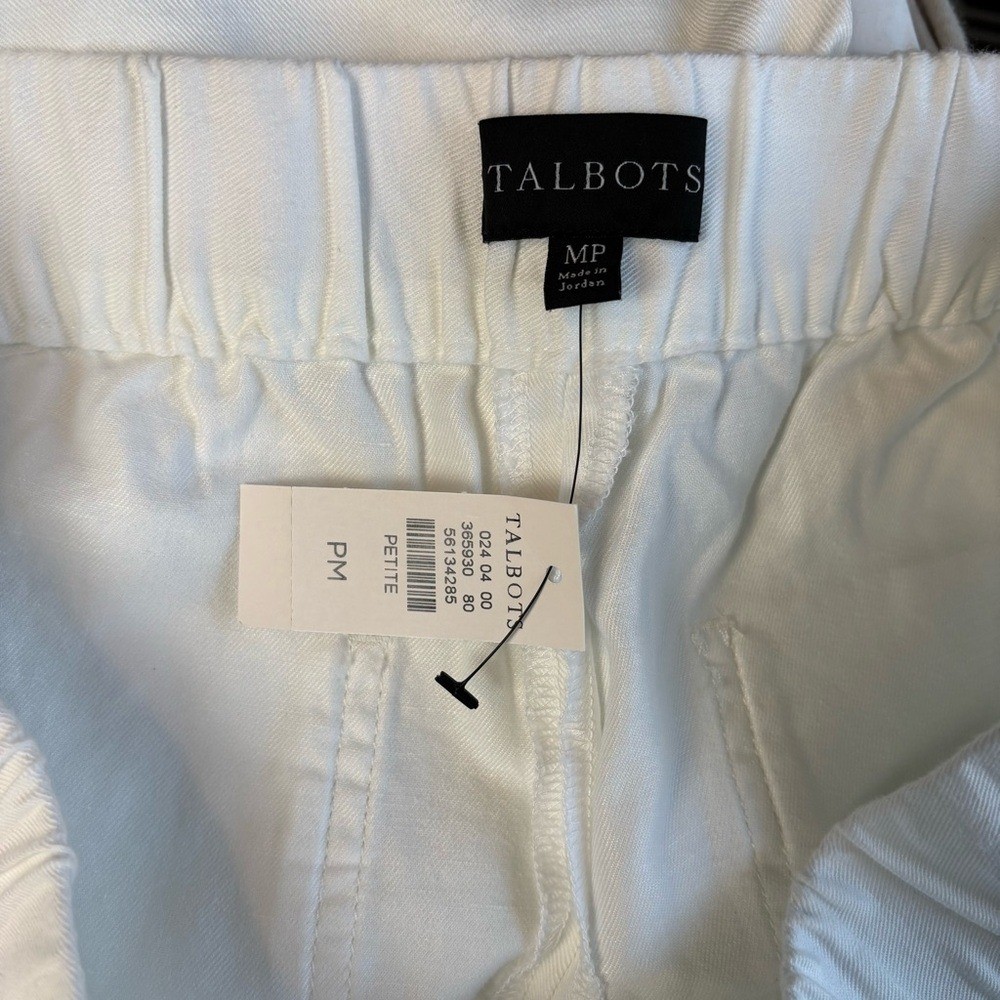 TALBOTS
MP
Made in
Jordan
TALBOTS
024 04 00
365930 80
56134285
PETITE
PM